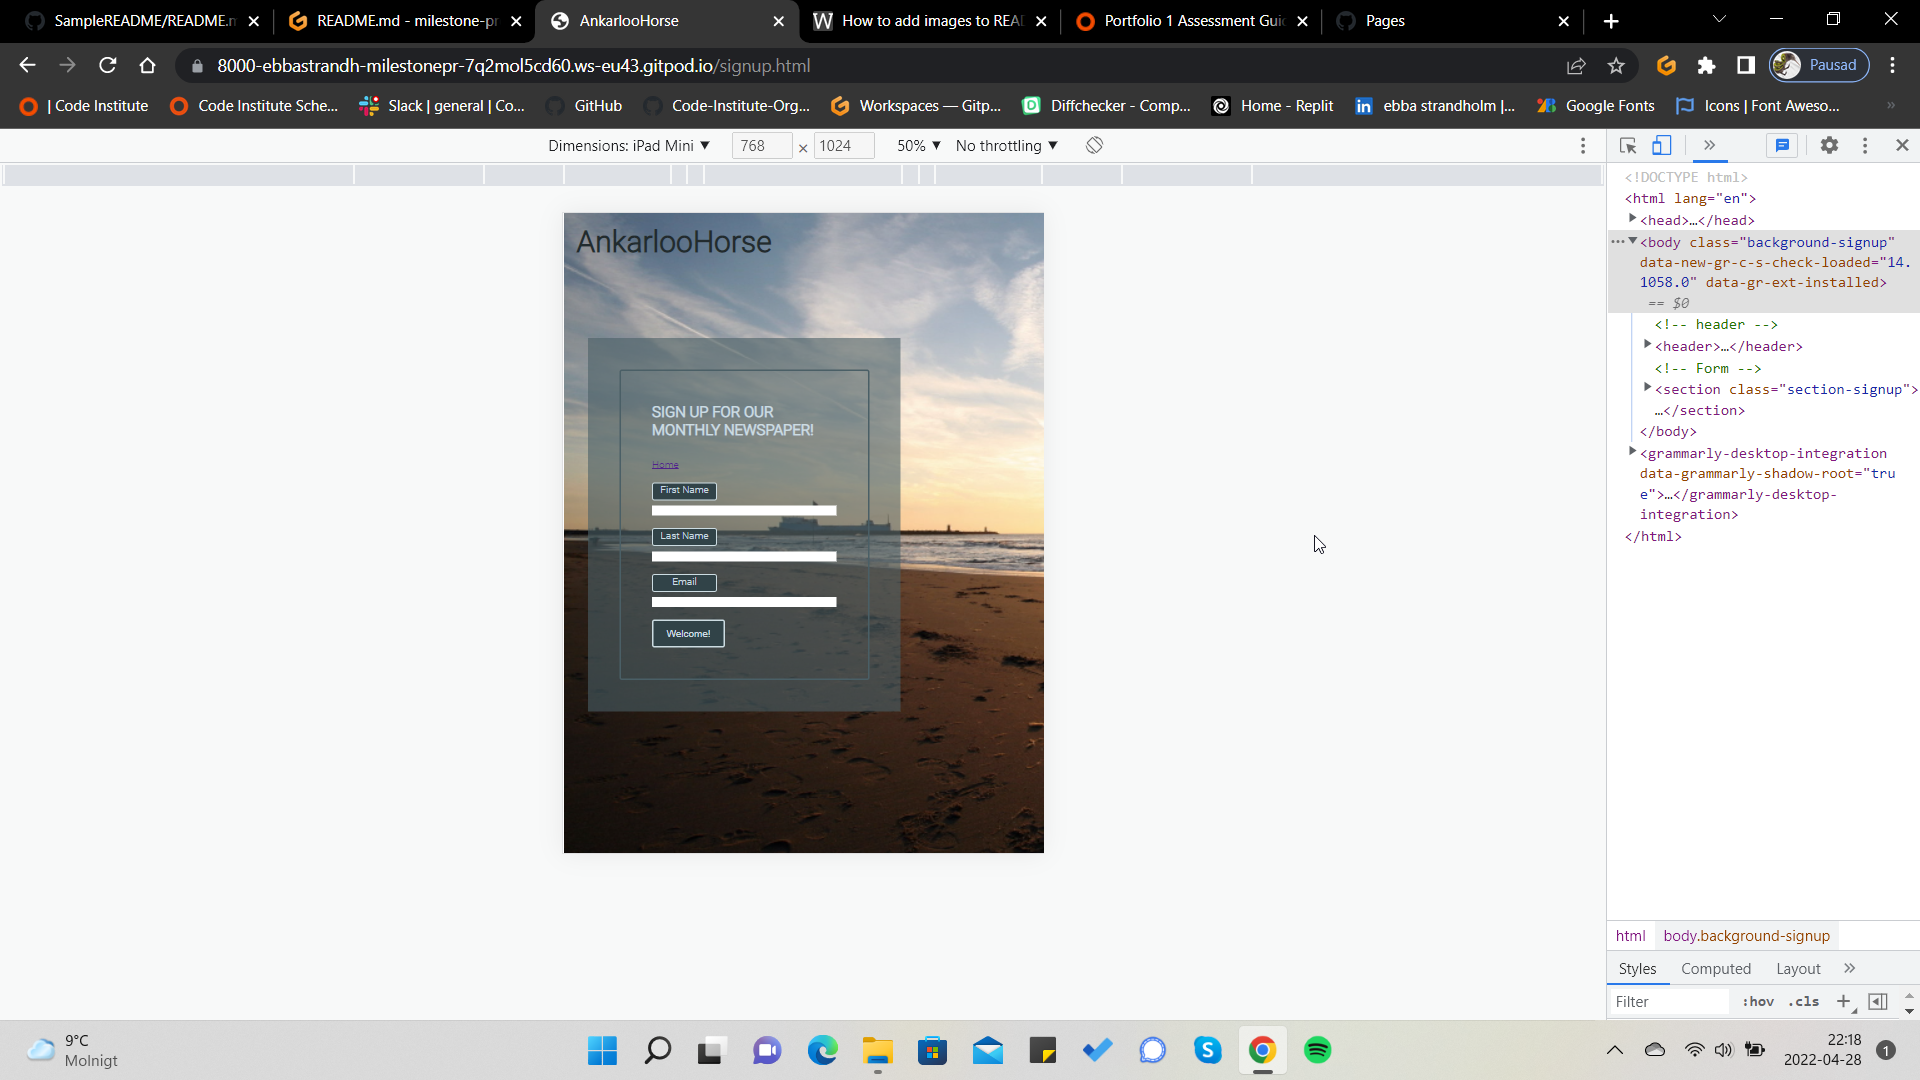 SampleREADME/README.m
README.md - milestone-pr
AnkarlooHorse
How to add images to READ
Portfolio 1 Assessment Gui
Pages
8000-ebbastrandh-milestonepr-7q2mol5cd60.ws-eu43.gitpod.io/signup.html
Pausad
| Code Institute
Code Institute Sche...
Slack | general | Co...
GitHub
Code-Institute-Org...
Workspaces — Gitp...
Diffchecker - Comp...
Home - Replit
ebba strandholm |...
Google Fonts
Icons | Font Aweso...
Dimensions: iPad Mini ▼ 768 × 1024 50% ▼ No throttling ▼
AnkarlooHorse
SIGN UP FOR OUR
MONTHLY NEWSPAPER!
Home
First Name
Last Name
Email
Welcome!
<!DOCTYPE html>
<html lang="en">
<head>…</head>
<body class="background-signup"
data-new-gr-c-s-check-loaded="14.
1058.0" data-gr-ext-installed>
== $0
<!-- header -->
<header>…</header>
<!-- Form -->
<section class="section-signup">
…</section>
</body>
<grammarly-desktop-integration
data-grammarly-shadow-root="tru
e">…</grammarly-desktop-
integration>
</html>
html body.background-signup
Styles Computed Layout
Filter :hov .cls
9°C
Molnigt
22:18
2022-04-28
1